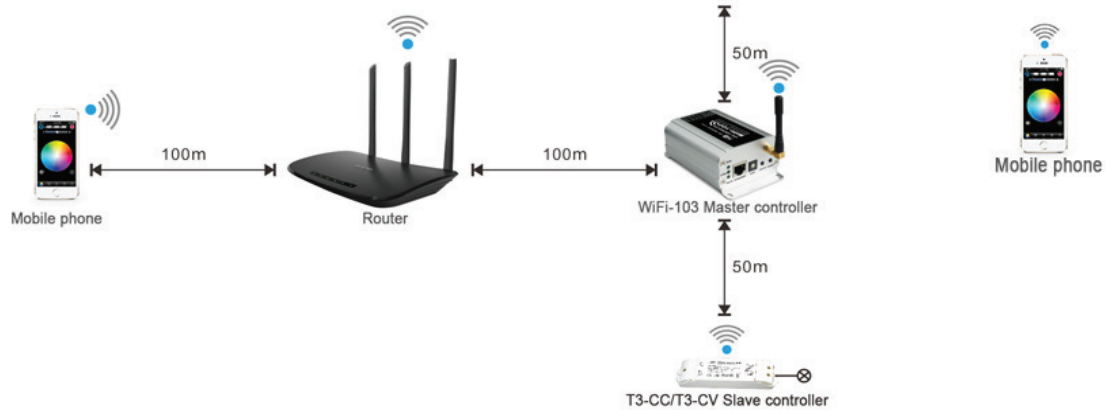 50m
100m
100m
Mobile phone
Mobile phone
Router
WiFi-103 Master controller
50m
T3-CC/T3-CV Slave controller